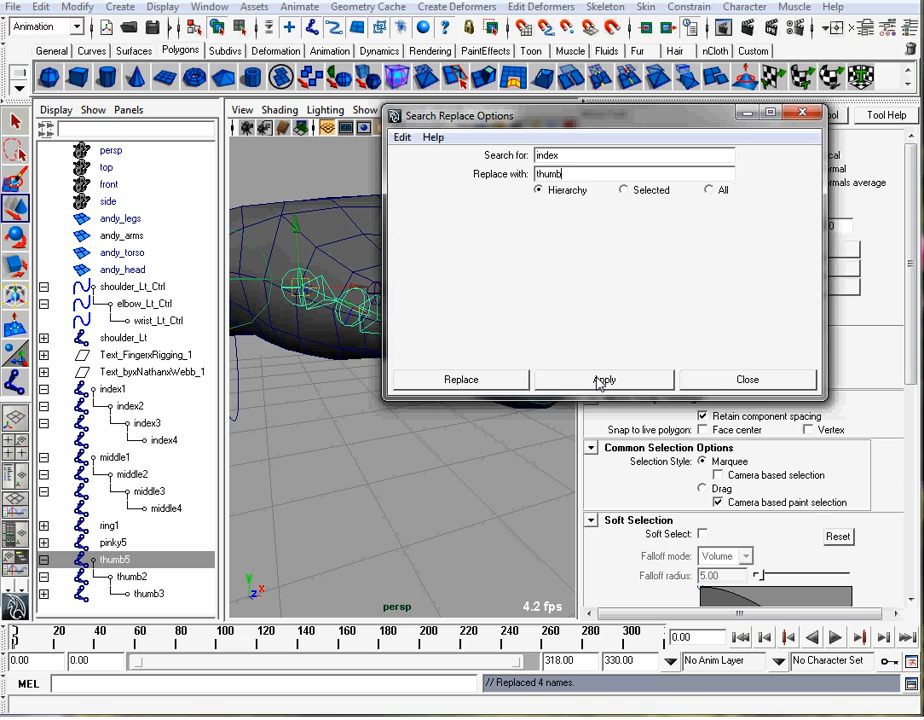 File Edit Modify Create Display Window Assets Animate Geometry Cache Create Deformers Edit Deformers Skeleton Skin Constrain Character Muscle Help
Animation
General Curves Surfaces Polygons Subdivs Deformation Animation Dynamics Rendering PaintEffects Toon Muscle Fluids Fur Hair nCloth Custom
Display Show Panels
View Shading Lighting Show
Search Replace Options
Edit Help
Search for: index
Replace with: thumb
Hierarchy Selected All
Replace Apply Close
Tool Help
normals average
persp
top
front
side
andy_legs
andy_arms
andy_torso
andy_head
shoulder_Lt_Ctrl
elbow_Lt_Ctrl
wrist_Lt_Ctrl
shoulder_Lt
Text_FingerxRigging_1
Text_byxNathanxWebb_1
index1
index2
index3
index4
middle1
middle2
middle3
middle4
ring1
pinky5
thumb5
thumb2
thumb3
persp
4.2 fps
Retain component spacing
Snap to live polygon: Face center Vertex
Common Selection Options
Selection Style: Marquee
Camera based selection
Drag
Camera based paint selection
Soft Selection
Soft Select: Reset
Falloff mode: Volume
Falloff radius: 5.00
20 40 60 80 100 120 140 160 180 200 220 240 260 280 300
0.00
0.00 0.00 318.00 330.00 No Anim Layer No Character Set
MEL // Replaced 4 names.